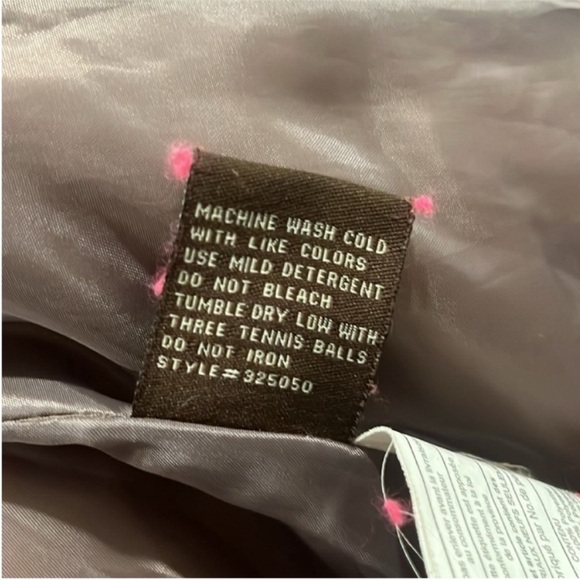 MACHINE WASH COLD
WITH LIKE COLORS
USE MILD DETERGENT
DO NOT BLEACH
TUMBLE DRY LOW WITH
THREE TENNIS BALLS
DO NOT IRON
STYLE# 325050